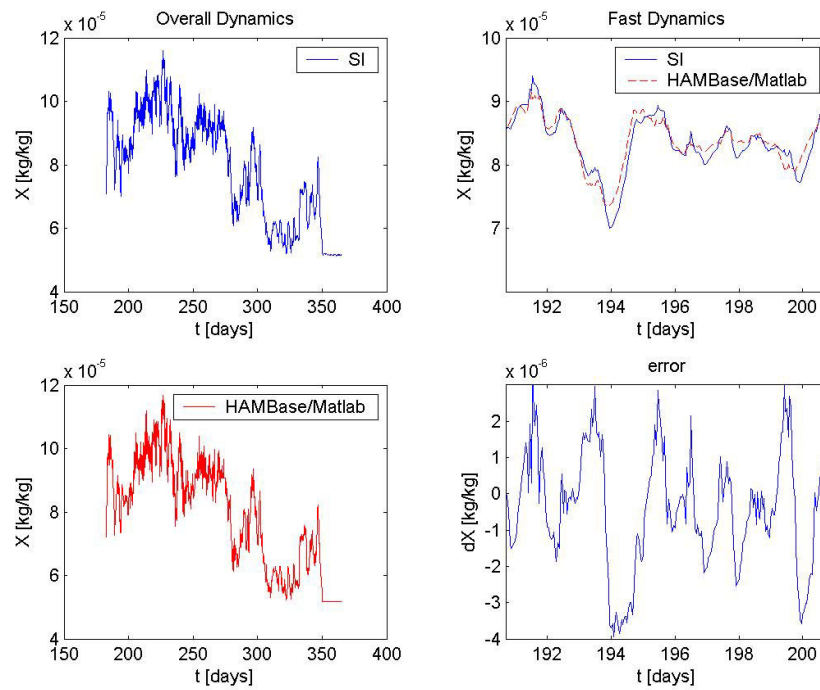 Overall Dynamics
x 10^-5
12
10
8
6
4
X [kg/kg]
SI
150 200 250 300 350 400
t [days]
Fast Dynamics
x 10^-5
10
9
8
7
X [kg/kg]
SI
HAMBase/Matlab
192 194 196 198 200
t [days]
x 10^-5
12
10
8
6
4
X [kg/kg]
HAMBase/Matlab
150 200 250 300 350 400
t [days]
error
x 10^-6
2
1
0
-1
-2
-3
-4
dX [kg/kg]
192 194 196 198 200
t [days]